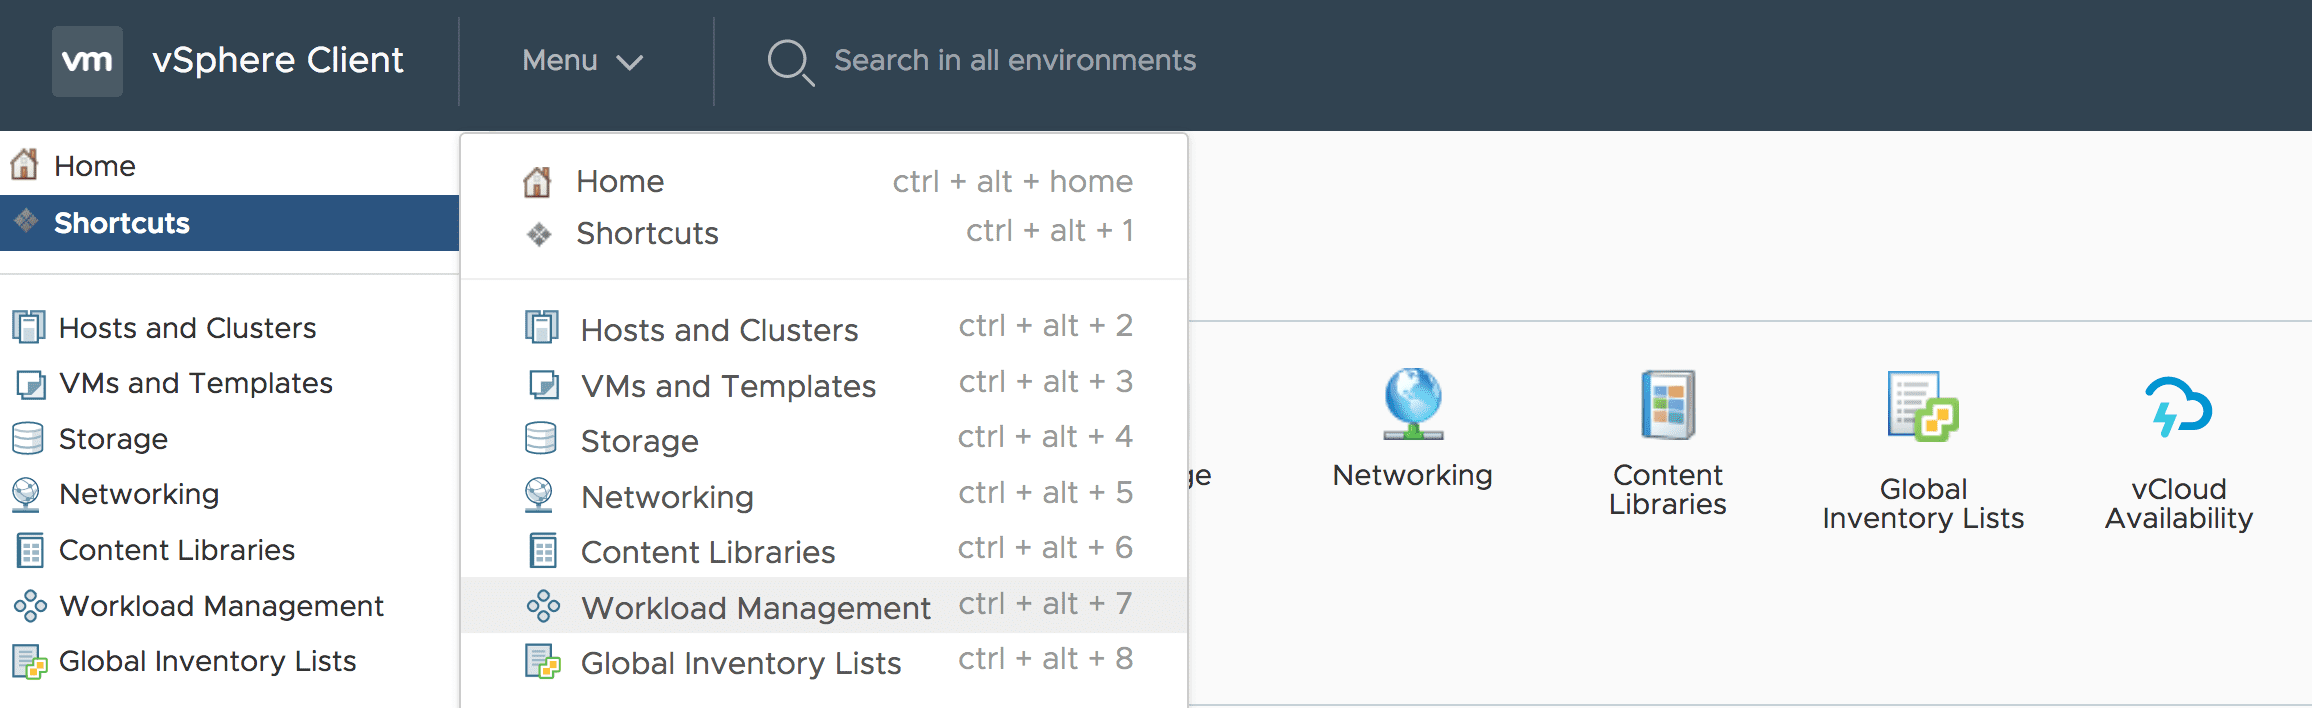 vm vSphere Client Menu Search in all environments
Home
Shortcuts
Hosts and Clusters
VMs and Templates
Storage
Networking
Content Libraries
Workload Management
Global Inventory Lists
Home ctrl + alt + home
Shortcuts ctrl + alt + 1
Hosts and Clusters ctrl + alt + 2
VMs and Templates ctrl + alt + 3
Storage ctrl + alt + 4
Networking ctrl + alt + 5
Content Libraries ctrl + alt + 6
Workload Management ctrl + alt + 7
Global Inventory Lists ctrl + alt + 8
Networking
Content
Libraries
Global
Inventory Lists
vCloud
Availability